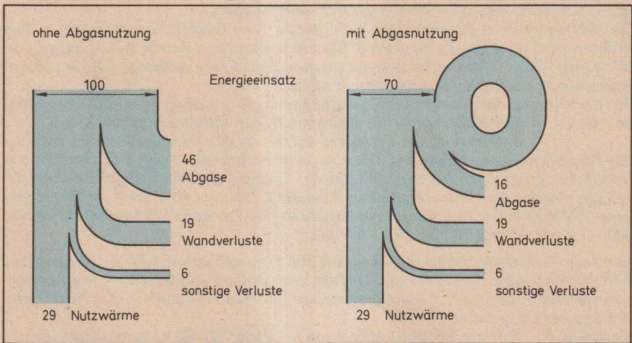 ohne Abgasnutzung
100
Energieeinsatz
46
Abgase
19
Wandverluste
6
sonstige Verluste
29 Nutzwärme
mit Abgasnutzung
70
16
Abgase
19
Wandverluste
6
sonstige Verluste
29 Nutzwärme